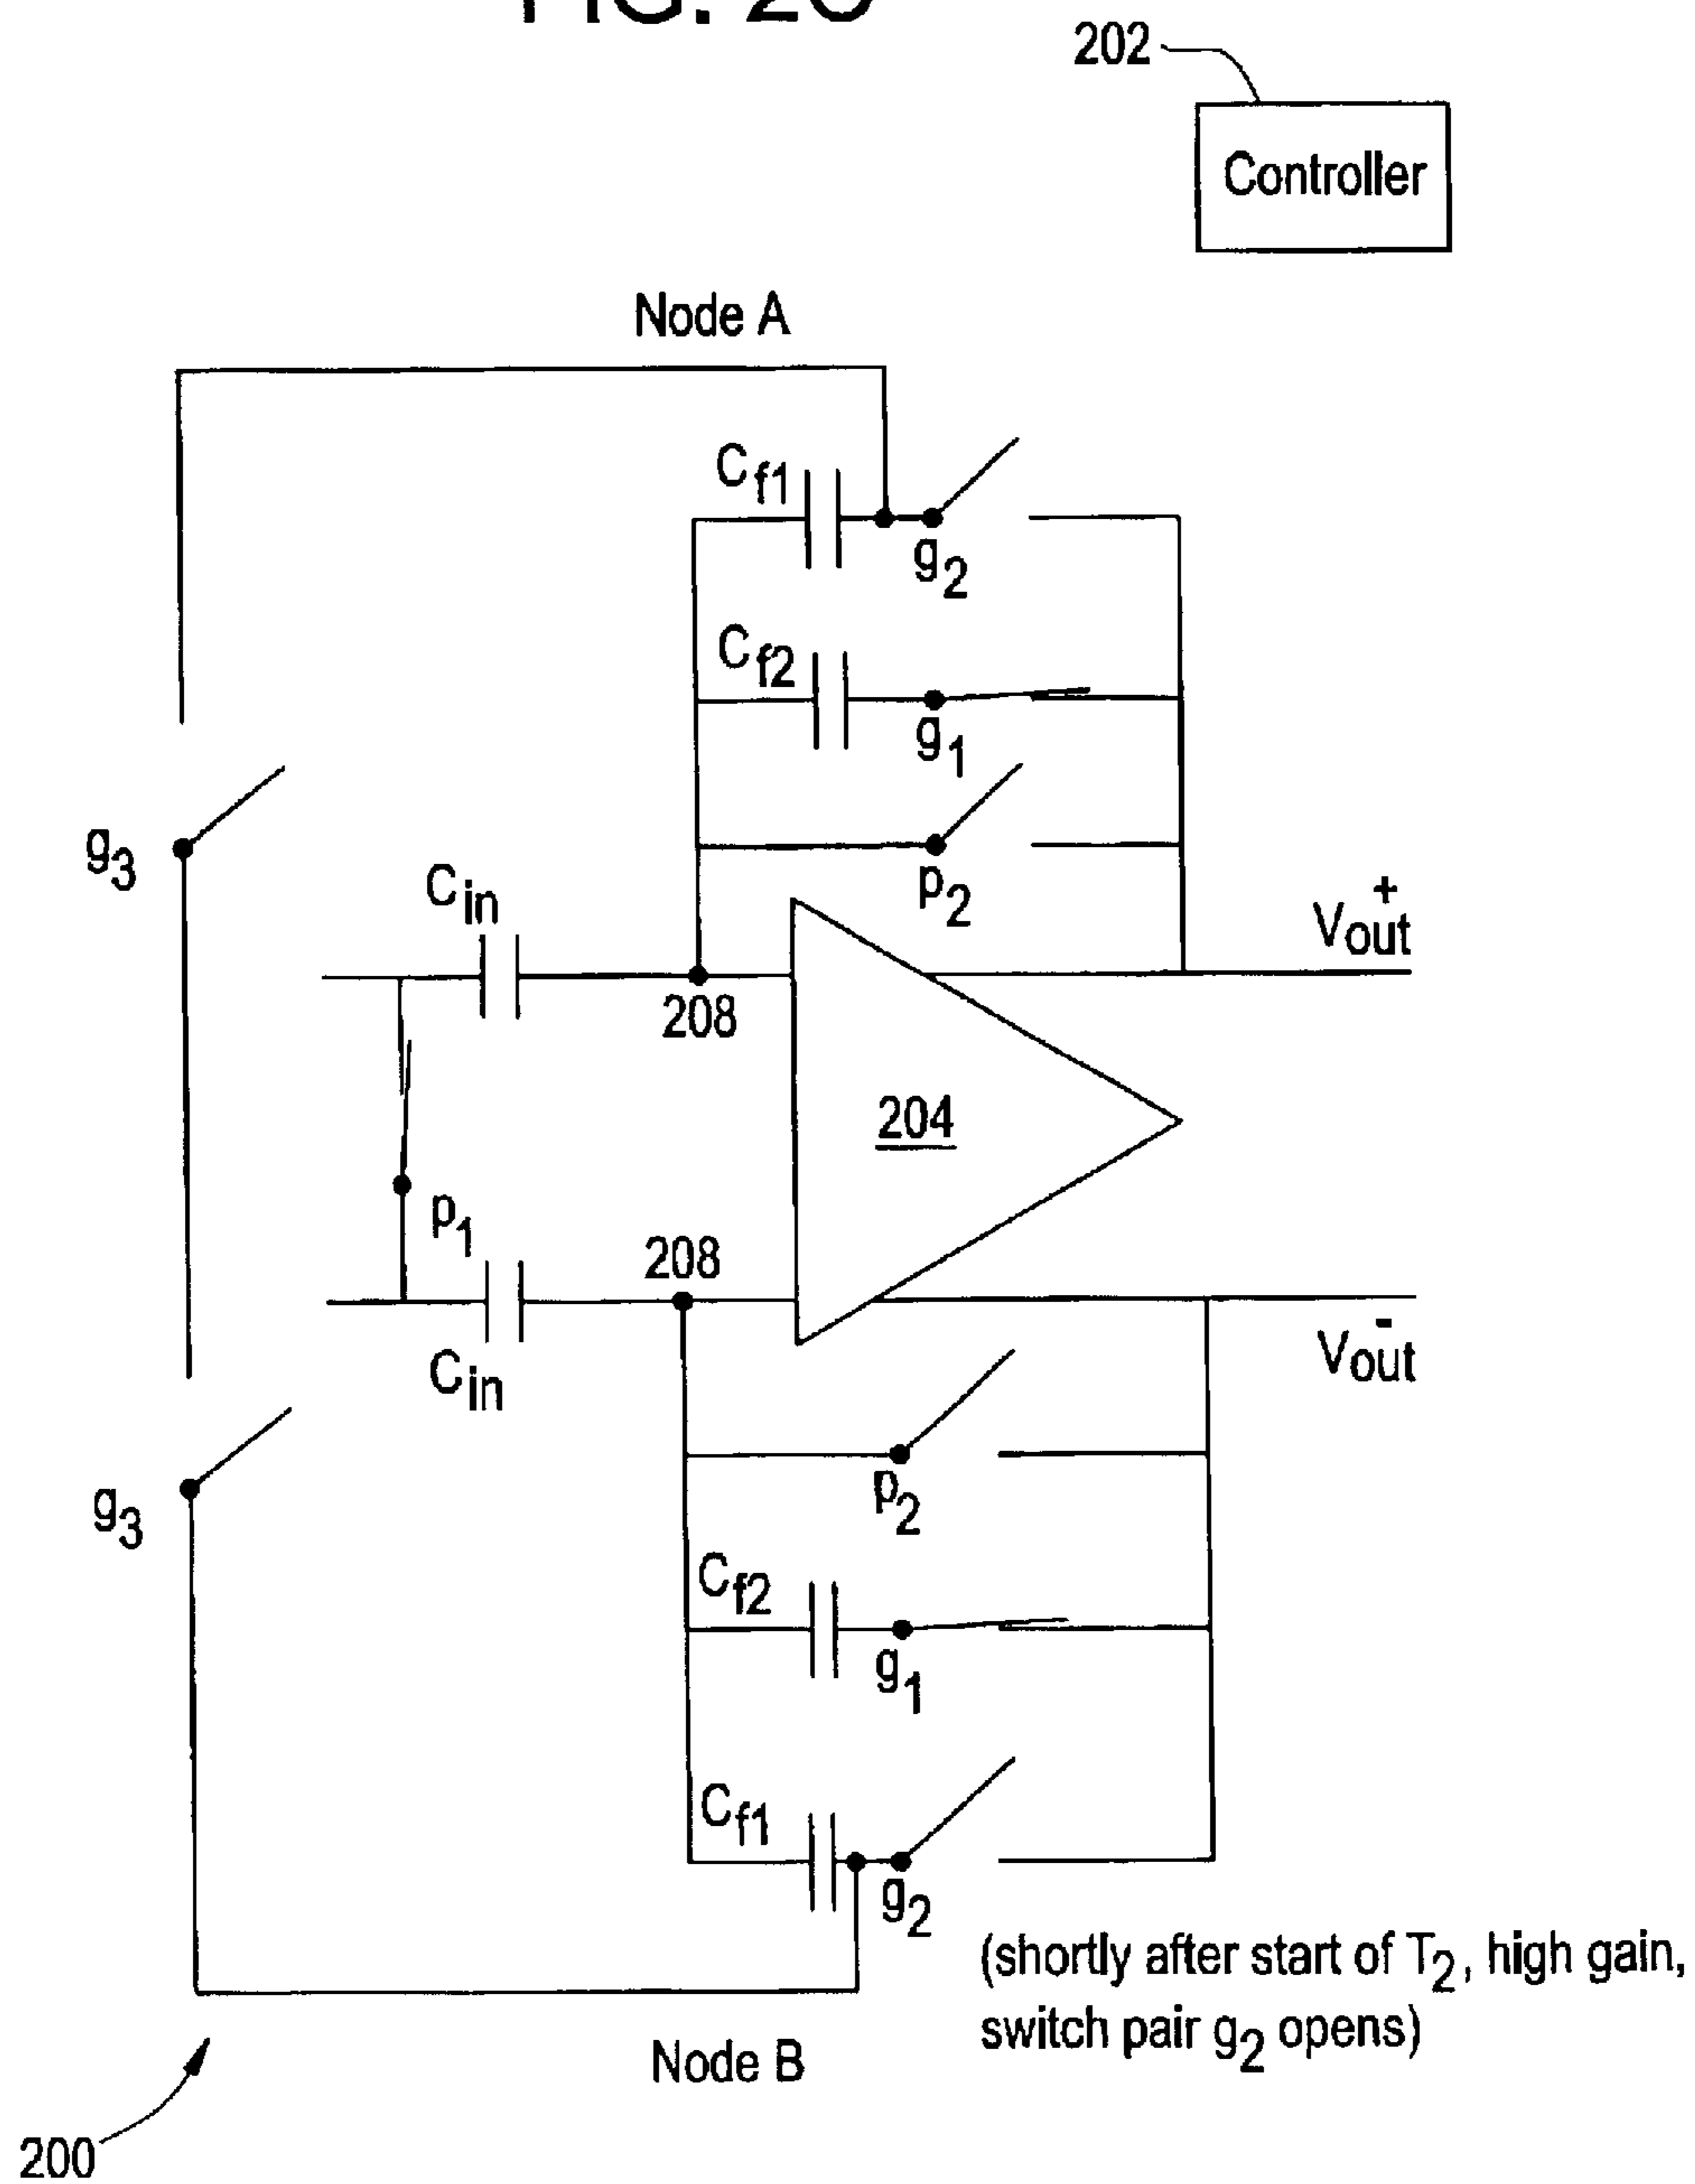 202
Controller
Node A
Cf1
g2
Cf2
g1
p2
g3
Cin
Vout+
208
204
p1
208
Vout-
Cin
p2
g3
Cf2
g1
Cf1
g2
(shortly after start of T2, high gain,
switch pair g2 opens)
Node B
200